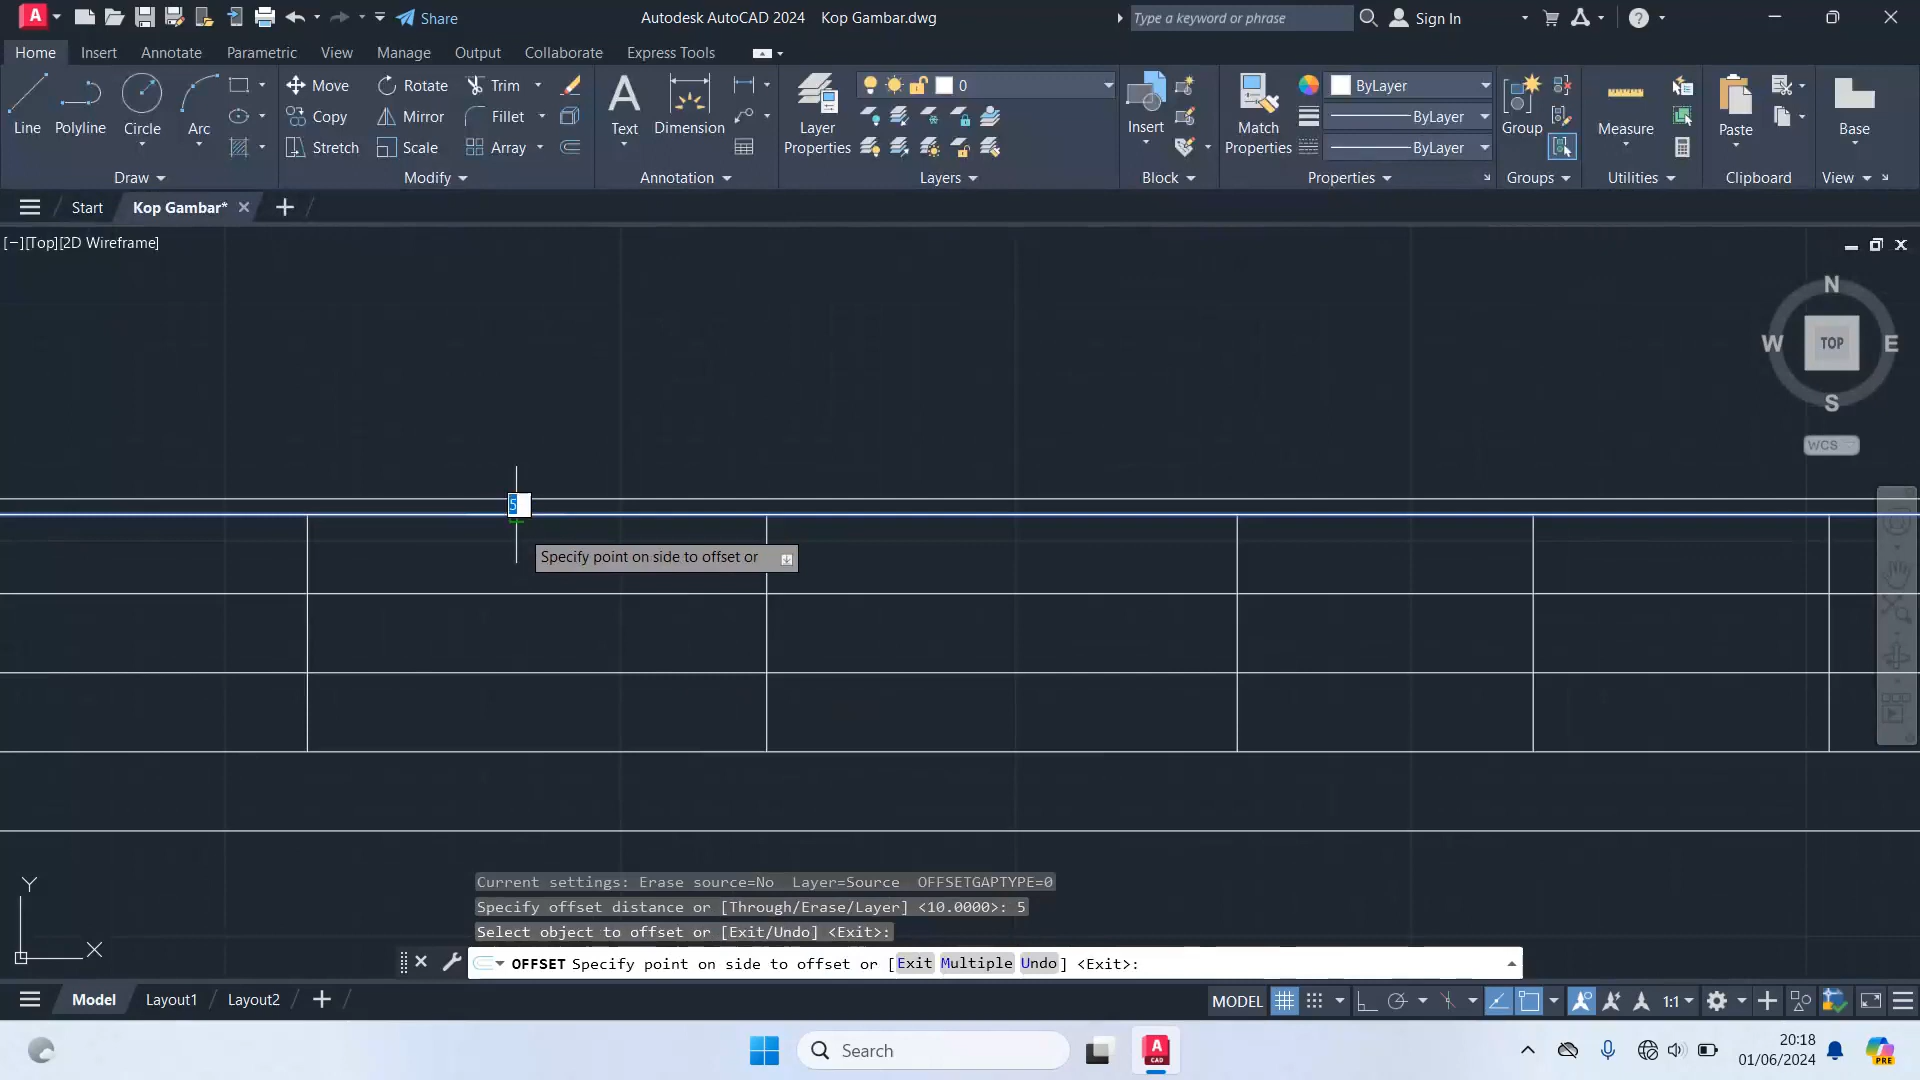 Share
Autodesk AutoCAD 2024 Kop Gambar.dwg
Type a keyword or phrase
Sign In
Home Insert Annotate Parametric View Manage Output Collaborate Express Tools
Line
Polyline
Circle
Arc
Draw
Move Rotate Trim
Copy Mirror Fillet
Stretch Scale Array
Modify
Text
Dimension
Annotation
Layer
Properties
0
Layers
Insert
Block
Match
Properties
ByLayer
ByLayer
ByLayer
Properties
Group
Groups
Measure
Utilities
Paste
Clipboard
Base
View
Start Kop Gambar*
[−][Top][2D Wireframe]
N
W TOP E
S
WCS
5
Specify point on side to offset or
Y
X
Current settings: Erase source=No Layer=Source OFFSETGAPTYPE=0
Specify offset distance or [Through/Erase/Layer] <10.0000>: 5
Select object to offset or [Exit/Undo] <Exit>:
OFFSET Specify point on side to offset or [Exit Multiple Undo] <Exit>:
Model Layout1 Layout2
MODEL
1:1
Search
A
CAD
20:18
01/06/2024
PRE